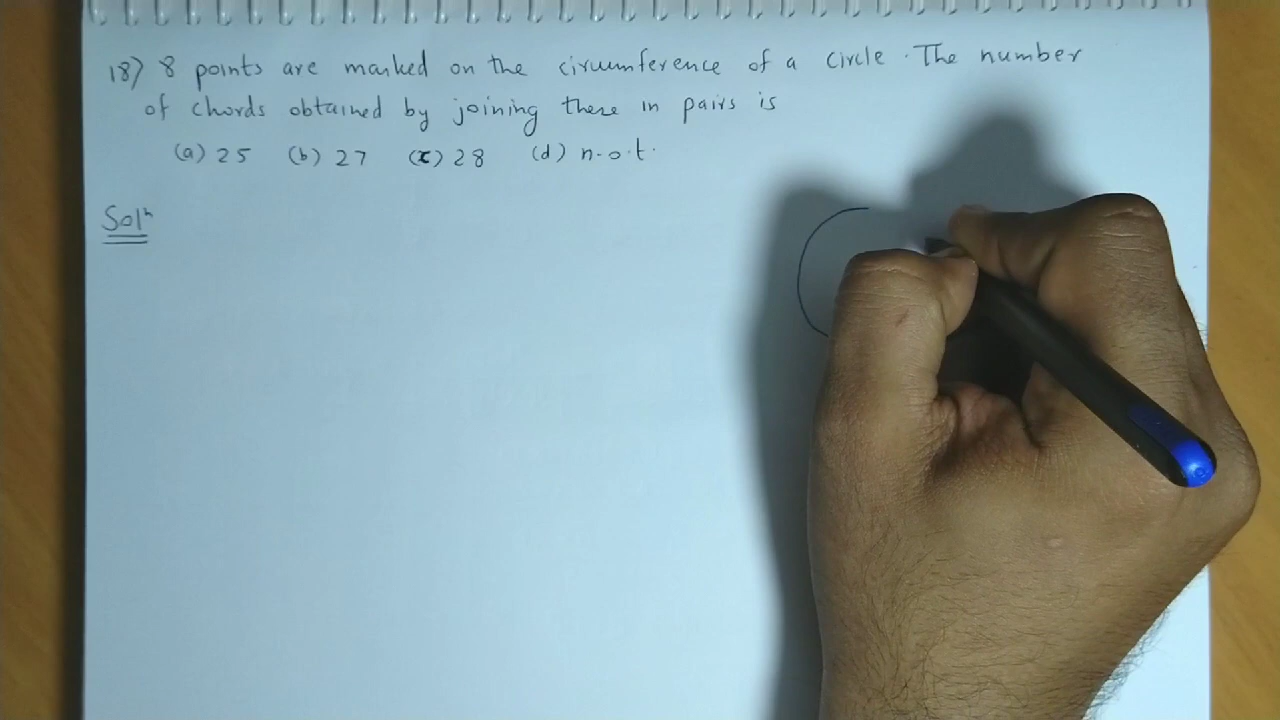 18) 8 points are marked on the circumference of a circle. The number
of chords obtained by joining these in pairs is
(a) 25 (b) 27 (c) 28 (d) n.o.t.
Solⁿ